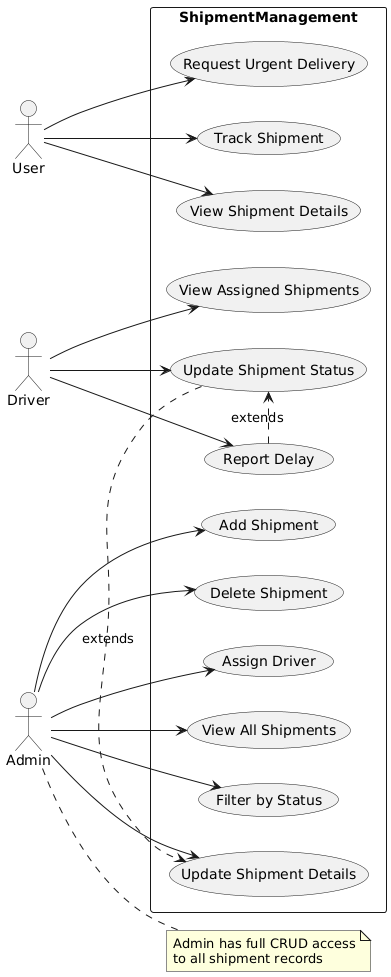 ShipmentManagement
Request Urgent Delivery
Track Shipment
User
View Shipment Details
View Assigned Shipments
Update Shipment Status
Driver
extends
Report Delay
Add Shipment
Delete Shipment
extends
Assign Driver
View All Shipments
Admin
Filter by Status
Update Shipment Details
Admin has full CRUD access
to all shipment records